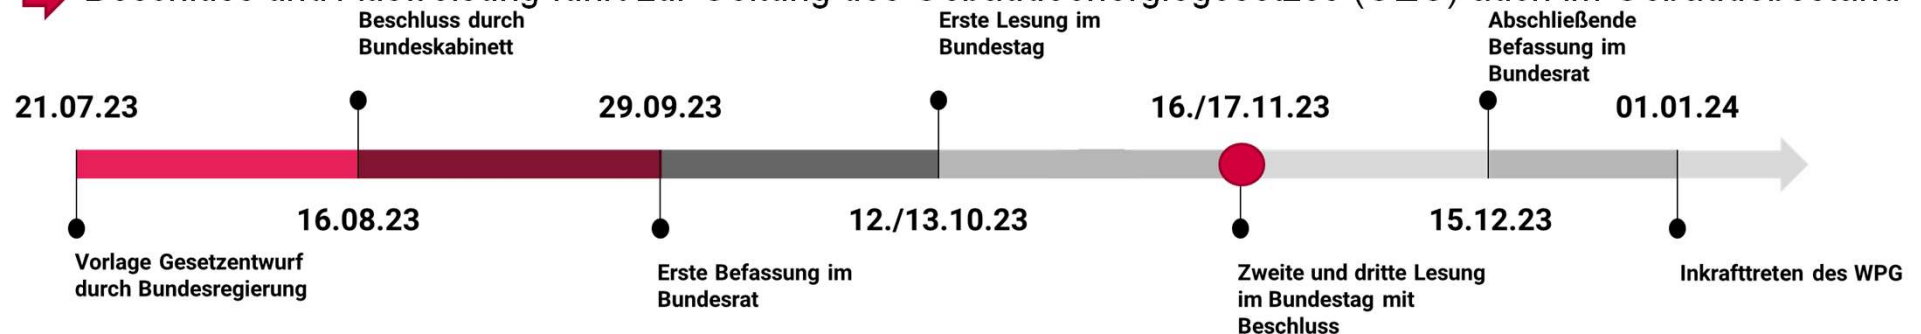 Beschluss durch
Bundeskabinett
Erste Lesung im
Bundestag
Abschließende
Befassung im
Bundesrat
21.07.23
29.09.23
16./17.11.23
01.01.24
16.08.23
12./13.10.23
15.12.23
Vorlage Gesetzentwurf
durch Bundesregierung
Erste Befassung im
Bundesrat
Zweite und dritte Lesung
im Bundestag mit
Beschluss
Inkrafttreten des WPG